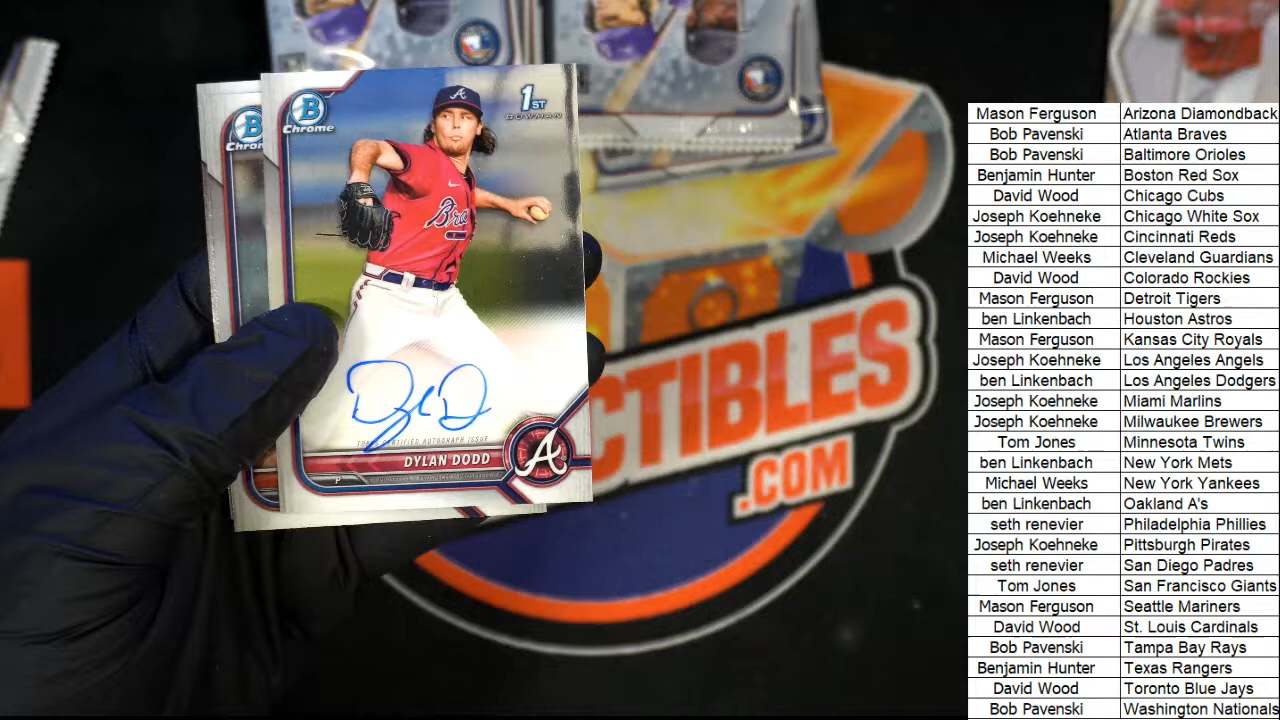 B
Chrome
1ST
BOWMAN
A
Bra
TOPPS CERTIFIED AUTOGRAPH ISSUE
DYLAN DODD
P
B
Chro
CTIBLES
.COM
Mason Ferguson Arizona Diamondback
Bob Pavenski Atlanta Braves
Bob Pavenski Baltimore Orioles
Benjamin Hunter Boston Red Sox
David Wood Chicago Cubs
Joseph Koehneke Chicago White Sox
Joseph Koehneke Cincinnati Reds
Michael Weeks Cleveland Guardians
David Wood Colorado Rockies
Mason Ferguson Detroit Tigers
ben Linkenbach Houston Astros
Mason Ferguson Kansas City Royals
Joseph Koehneke Los Angeles Angels
ben Linkenbach Los Angeles Dodgers
Joseph Koehneke Miami Marlins
Joseph Koehneke Milwaukee Brewers
Tom Jones Minnesota Twins
ben Linkenbach New York Mets
Michael Weeks New York Yankees
ben Linkenbach Oakland A's
seth renevier Philadelphia Phillies
Joseph Koehneke Pittsburgh Pirates
seth renevier San Diego Padres
Tom Jones San Francisco Giants
Mason Ferguson Seattle Mariners
David Wood St. Louis Cardinals
Bob Pavenski Tampa Bay Rays
Benjamin Hunter Texas Rangers
David Wood Toronto Blue Jays
Bob Pavenski Washington Nationals